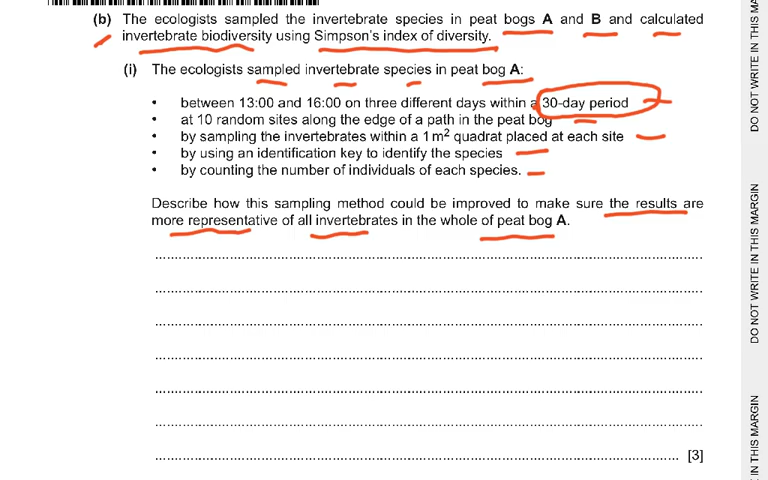 (b) The ecologists sampled the invertebrate species in peat bogs A and B and calculated
invertebrate biodiversity using Simpson's index of diversity.
(i) The ecologists sampled invertebrate species in peat bog A:
• between 13:00 and 16:00 on three different days within a 30-day period
• at 10 random sites along the edge of a path in the peat bog
• by sampling the invertebrates within a 1 m² quadrat placed at each site
• by using an identification key to identify the species
• by counting the number of individuals of each species.
Describe how this sampling method could be improved to make sure the results are
more representative of all invertebrates in the whole of peat bog A.
[3]
DO NOT WRITE IN THIS MA
DO NOT WRITE IN THIS MARGIN
IN THIS MARGIN